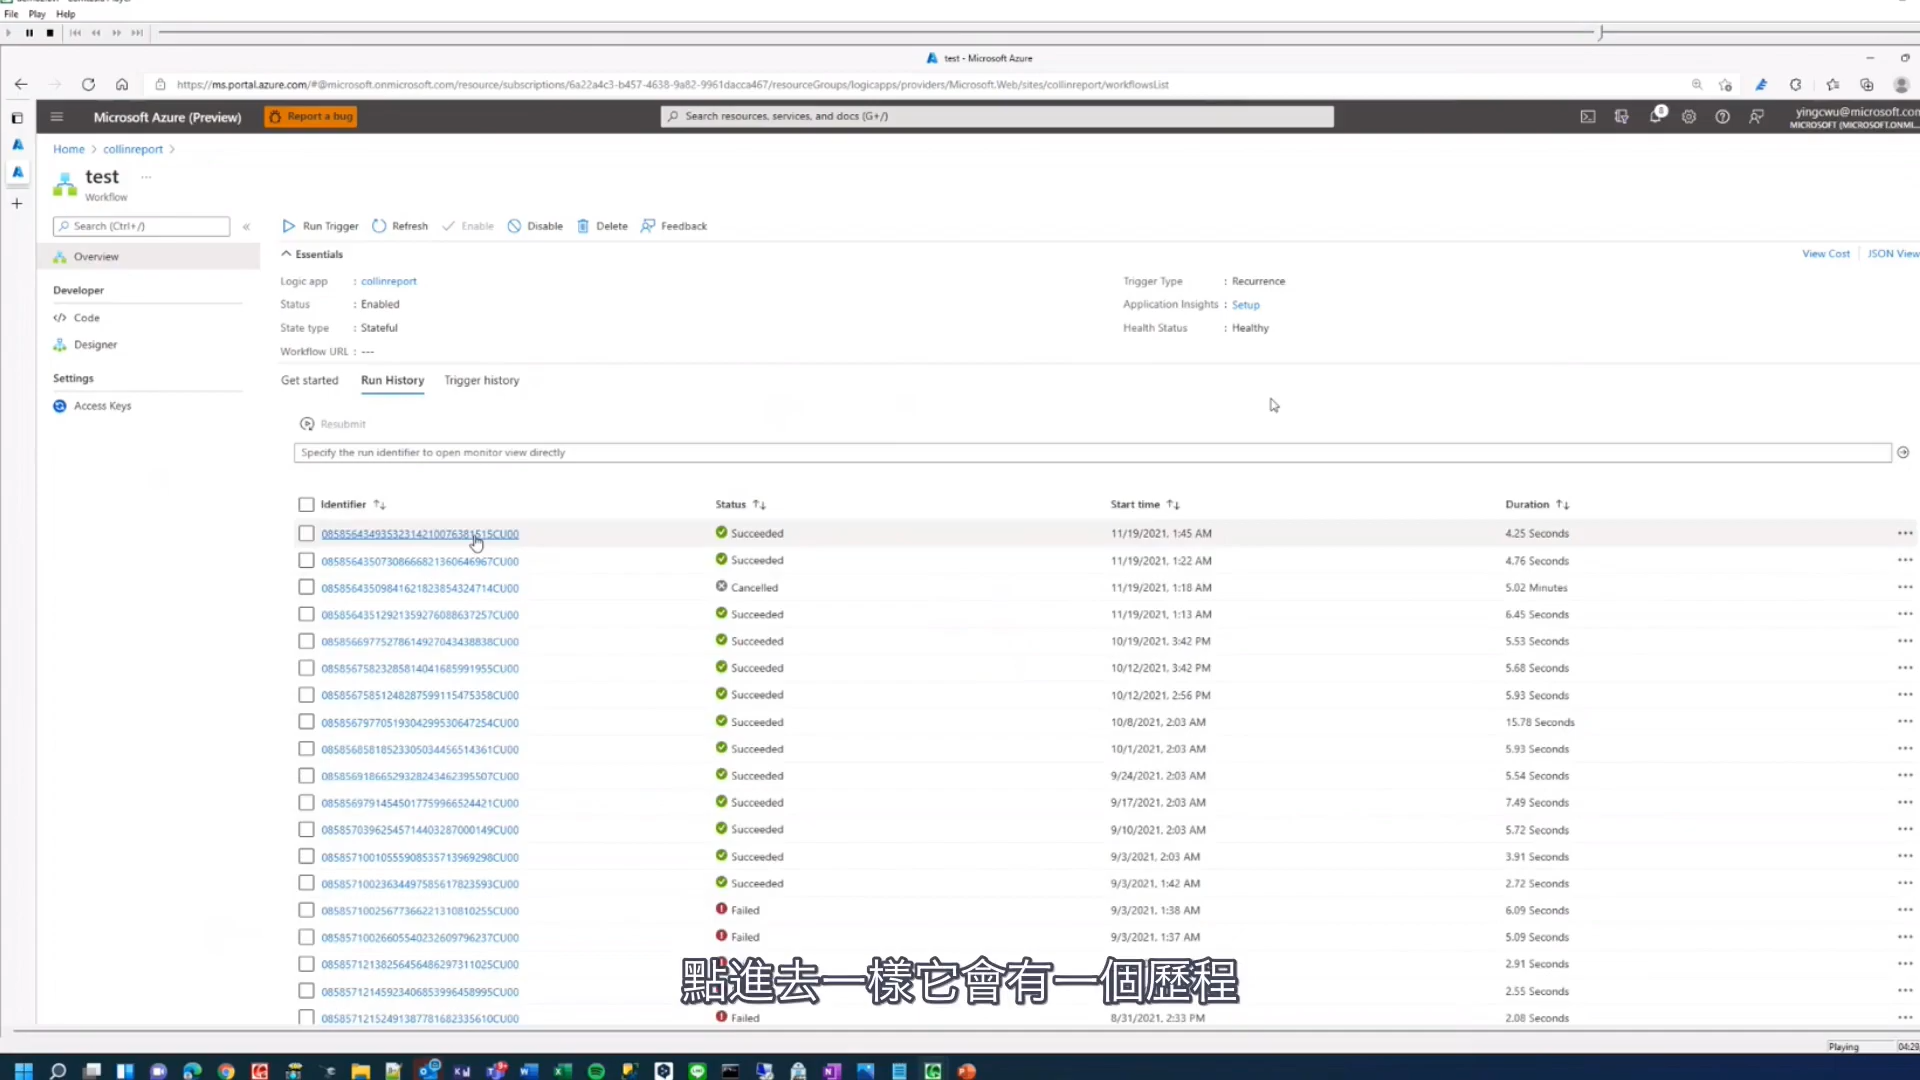 File Play Help
test - Microsoft Azure
https://ms.portal.azure.com/#@microsoft.onmicrosoft.com/resource/subscriptions/6a22a4c3-b457-4638-9a82-9961dacca467/resourceGroups/logicapps/providers/Microsoft.Web/sites/collinreport/workflowsList
Microsoft Azure (Preview) Report a bug Search resources, services, and docs (G+/) 8 yingcwu@microsoft.com
MICROSOFT (MICROSOFT.ONMI...
Home > collinreport >
test ...
Workflow
Search (Ctrl+/) «
Overview
Developer
</> Code
Designer
Settings
Access Keys
Run Trigger Refresh Enable Disable Delete Feedback
Essentials View Cost JSON View
Logic app : collinreport Trigger Type : Recurrence
Status : Enabled Application Insights : Setup
State type : Stateful Health Status : Healthy
Workflow URL : ---
Get started Run History Trigger history
Resubmit
Specify the run identifier to open monitor view directly
Identifier Status Start time Duration
08585643493532314210076381515CU00 Succeeded 11/19/2021, 1:45 AM 4.25 Seconds
08585643507308666821360646967CU00 Succeeded 11/19/2021, 1:22 AM 4.76 Seconds
08585643509841621823854324714CU00 Cancelled 11/19/2021, 1:18 AM 5.02 Minutes
08585643512921359276088637257CU00 Succeeded 11/19/2021, 1:13 AM 6.45 Seconds
08585669775278614927043438838CU00 Succeeded 10/19/2021, 3:42 PM 5.53 Seconds
08585675823285814041685991955CU00 Succeeded 10/12/2021, 3:42 PM 5.68 Seconds
08585675851248287599115475358CU00 Succeeded 10/12/2021, 2:56 PM 5.93 Seconds
08585679770519304299530647254CU00 Succeeded 10/8/2021, 2:03 AM 15.78 Seconds
08585685818523305034456514361CU00 Succeeded 10/1/2021, 2:03 AM 5.93 Seconds
08585691866529328243462395507CU00 Succeeded 9/24/2021, 2:03 AM 5.54 Seconds
08585697914545017759966524421CU00 Succeeded 9/17/2021, 2:03 AM 7.49 Seconds
08585703962545714403287000149CU00 Succeeded 9/10/2021, 2:03 AM 5.72 Seconds
08585710010555908535713969298CU00 Succeeded 9/3/2021, 2:03 AM 3.91 Seconds
08585710023634497585617823593CU00 Succeeded 9/3/2021, 1:42 AM 2.72 Seconds
08585710025677366221310810255CU00 Failed 9/3/2021, 1:38 AM 6.09 Seconds
08585710026605540232609796237CU00 Failed 9/3/2021, 1:37 AM 5.09 Seconds
08585712138256456486297311025CU00 2.91 Seconds
08585712145923406853996458995CU00 2.55 Seconds
08585712152491387781682335610CU00 Failed 8/31/2021, 2:33 PM 2.08 Seconds
點進去一樣它會有一個歷程
Playing 04:29